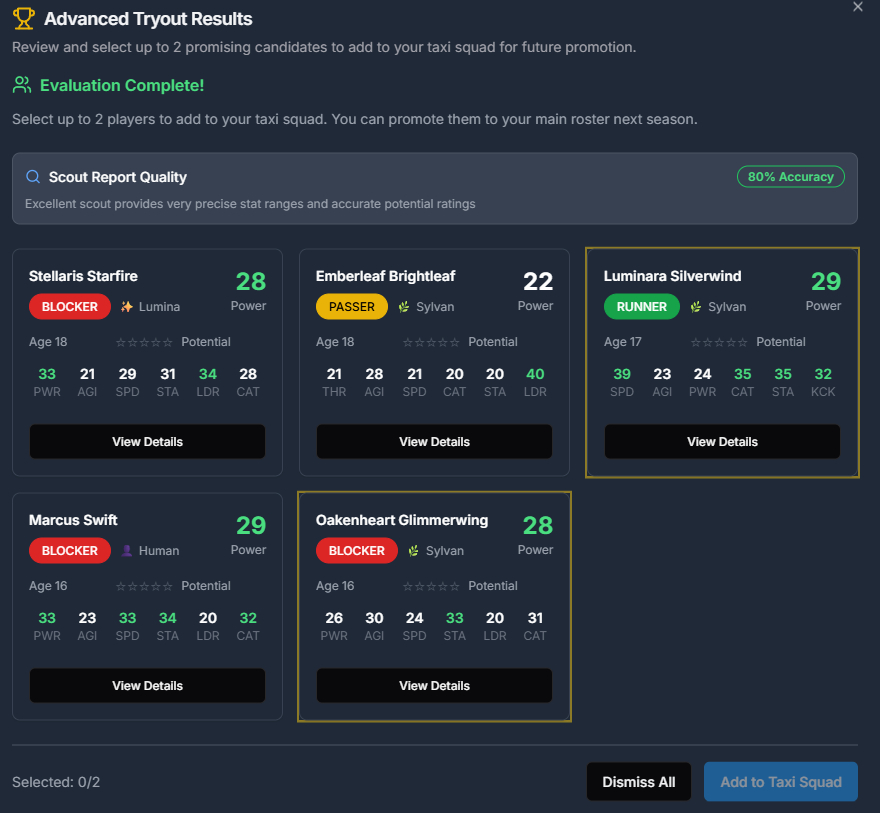 Advanced Tryout Results
Review and select up to 2 promising candidates to add to your taxi squad for future promotion.
Evaluation Complete!
Select up to 2 players to add to your taxi squad. You can promote them to your main roster next season.
Scout Report Quality
80% Accuracy
Excellent scout provides very precise stat ranges and accurate potential ratings
Stellaris Starfire
28
BLOCKER
Lumina
Power
Age 18
☆☆☆☆☆ Potential
33 21 29 31 34 28
PWR AGI SPD STA LDR CAT
View Details
Emberleaf Brightleaf
22
PASSER
Sylvan
Power
Age 18
☆☆☆☆☆ Potential
21 28 21 20 20 40
THR AGI SPD CAT STA LDR
View Details
Luminara Silverwind
29
RUNNER
Sylvan
Power
Age 17
☆☆☆☆☆ Potential
39 23 24 35 35 32
SPD AGI PWR CAT STA KCK
View Details
Marcus Swift
29
BLOCKER
Human
Power
Age 16
☆☆☆☆☆ Potential
33 23 33 34 20 32
PWR AGI SPD STA LDR CAT
View Details
Oakenheart Glimmerwing
28
BLOCKER
Sylvan
Power
Age 16
☆☆☆☆☆ Potential
26 30 24 33 20 31
PWR AGI SPD STA LDR CAT
View Details
Selected: 0/2
Dismiss All
Add to Taxi Squad